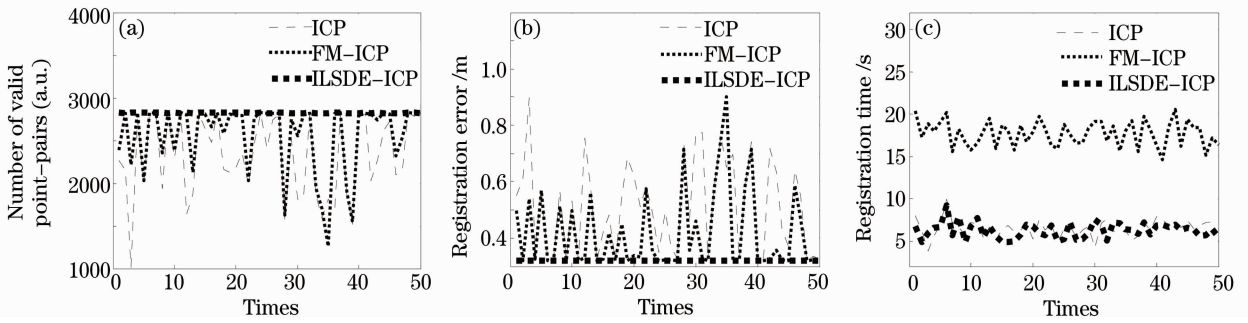 (a)
ICP
FM-ICP
ILSDE-ICP
4000
3000
2000
1000
Number of valid
point-pairs (a.u.)
0 10 20 30 40 50
Times
(b)
ICP
FM-ICP
ILSDE-ICP
1.0
0.8
0.6
0.4
Registration error /m
0 10 20 30 40 50
Times
(c)
ICP
FM-ICP
ILSDE-ICP
30
25
20
15
10
5
Registration time /s
0 10 20 30 40 50
Times